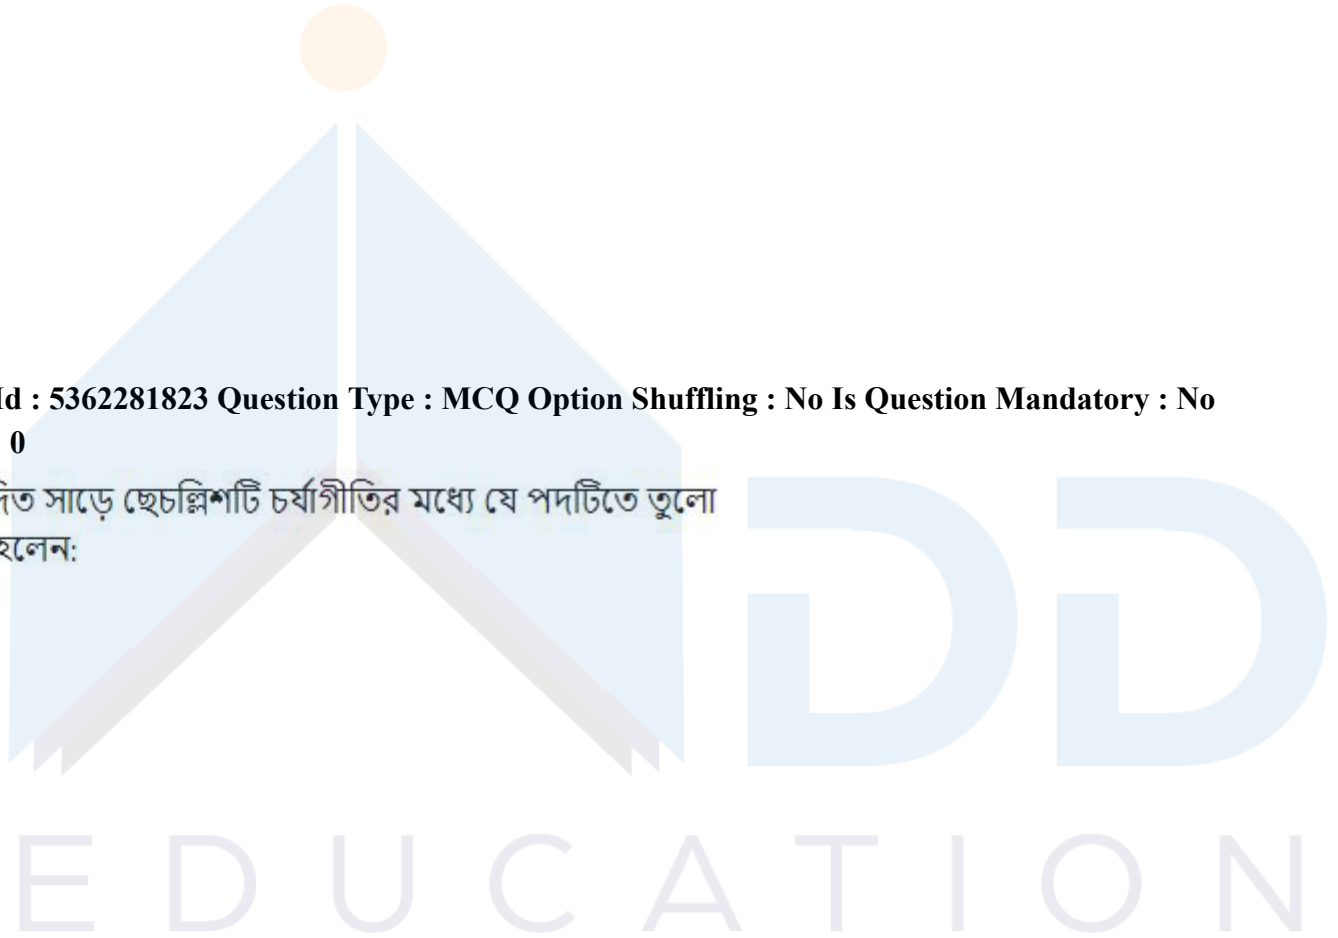 Id : 5362281823 Question Type : MCQ Option Shuffling : No Is Question Mandatory : No
: 0
সাড়ে ছেচল্লিশটি চর্যাগীতির মধ্যে যে পদটিতে তুলো
হলেন:
EDUCATION